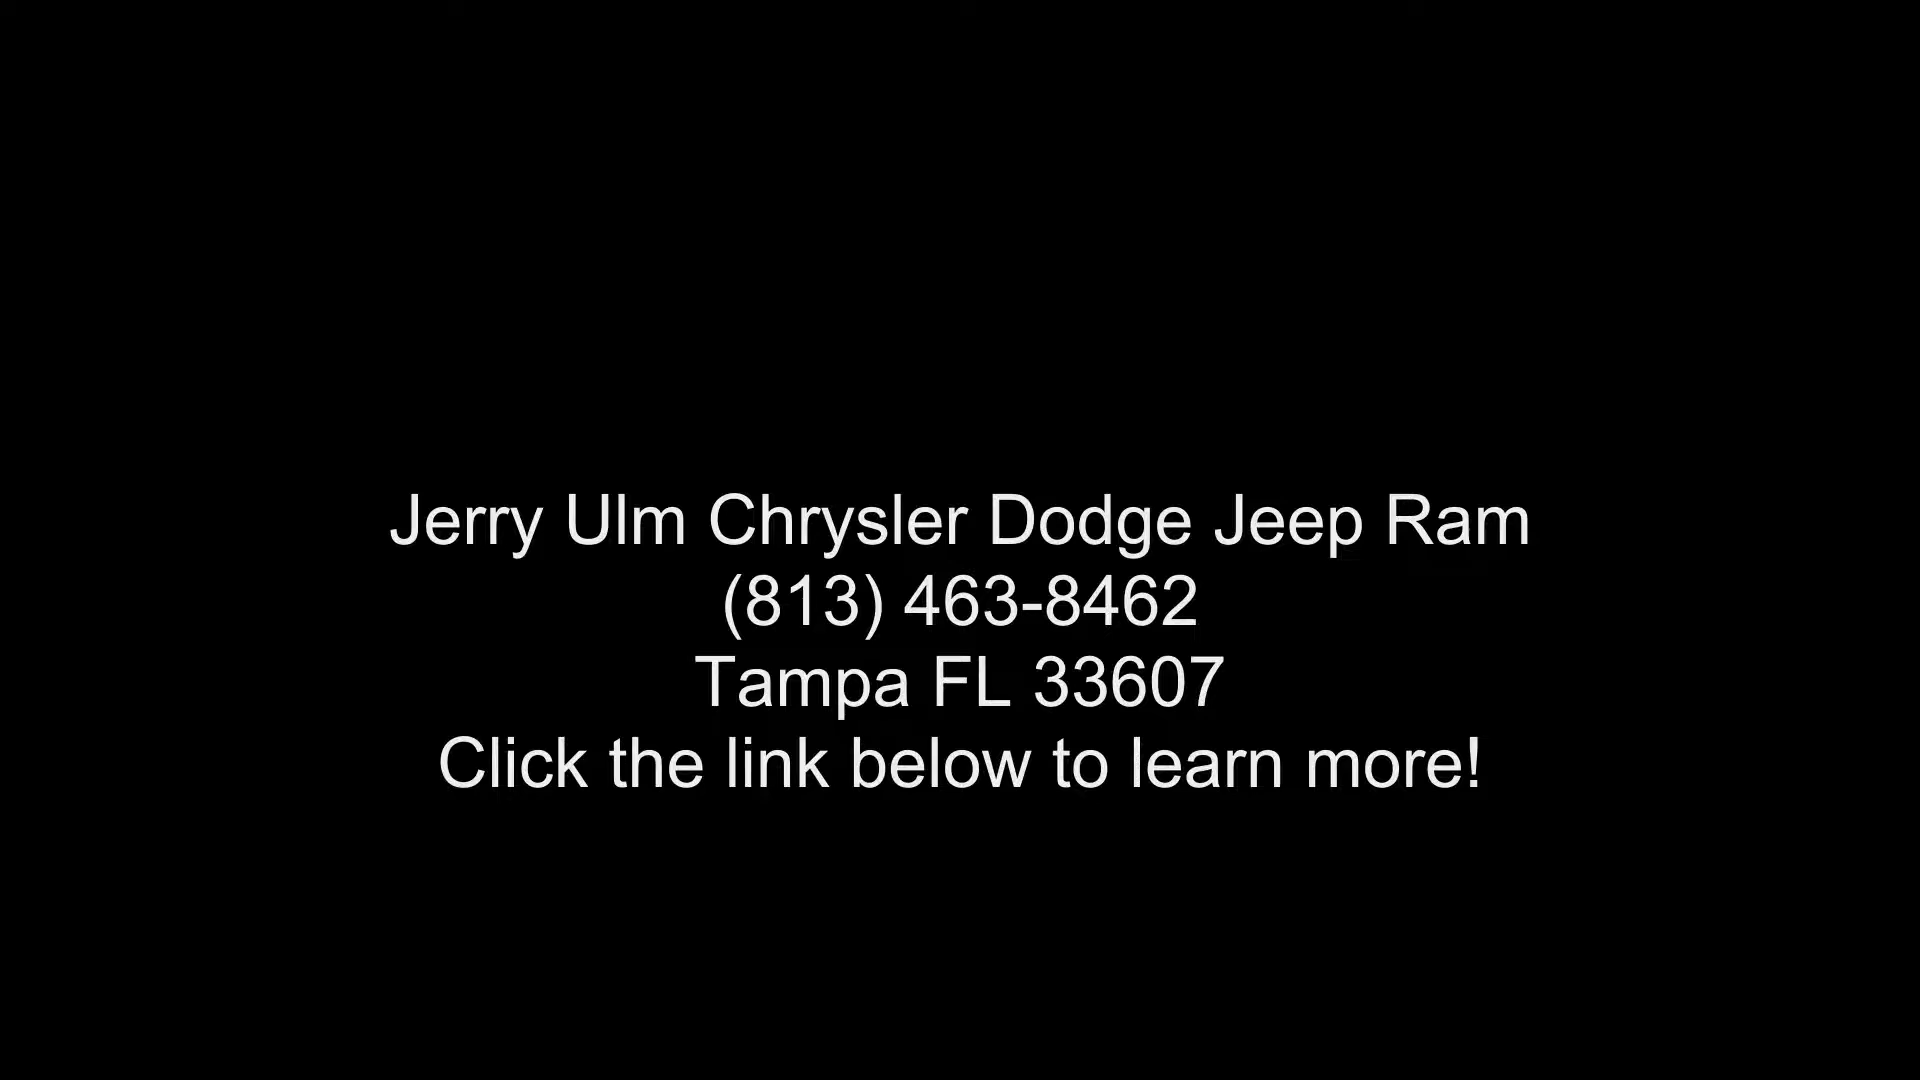 Jerry Ulm Chrysler Dodge Jeep Ram
(813) 463-8462
Tampa FL 33607
Click the link below to learn more!